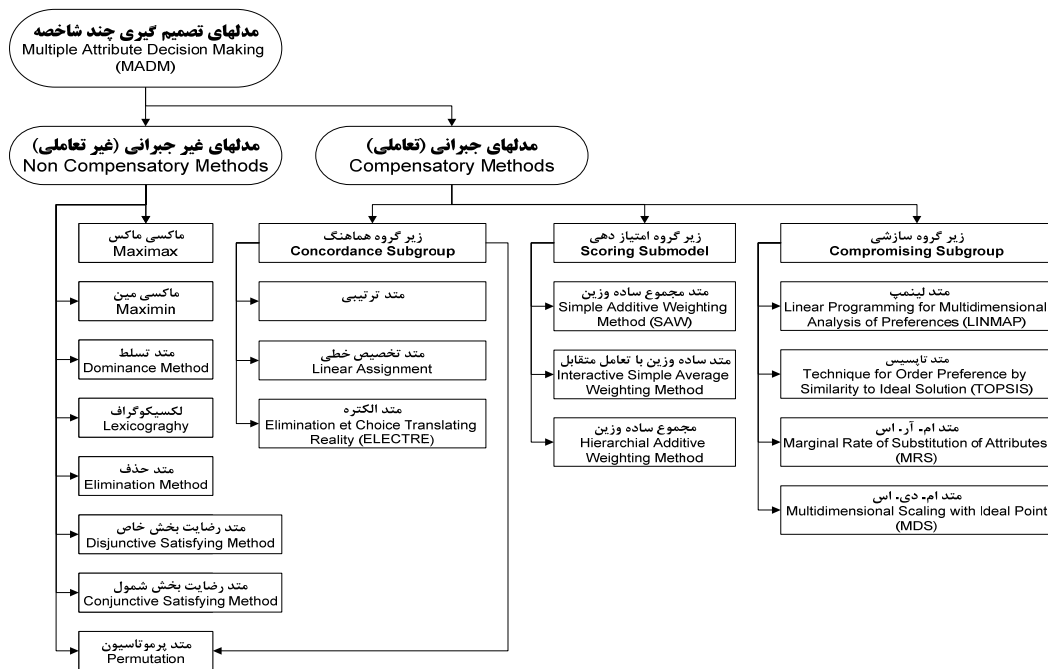 مدلهای تصمیم گیری چند شاخصه
Multiple Attribute Decision Making
(MADM)
مدلهای غیر جبرانی (غیر تعاملی)
Non Compensatory Methods
مدلهای جبرانی (تعاملی)
Compensatory Methods
ماکسی ماکس
Maximax
ماکسی مین
Maximin
متد تسلط
Dominance Method
لکسیکوگراف
Lexicograghy
متد حذف
Elimination Method
متد رضایت بخش خاص
Disjunctive Satisfying Method
متد رضایت بخش شمول
Conjunctive Satisfying Method
متد پرموتاسیون
Permutation
زیر گروه هماهنگ
Concordance Subgroup
متد ترتیبی
متد تخصیص خطی
Linear Assignment
متد الکتره
Elimination et Choice Translating
Reality (ELECTRE)
زیر گروه امتیاز دهی
Scoring Submodel
متد مجموع ساده وزین
Simple Additive Weighting
Method (SAW)
متد ساده وزین با تعامل متقابل
Interactive Simple Average
Weighting Method
مجموع ساده وزین
Hierarchial Additive
Weighting Method
زیر گروه سازشی
Compromising Subgroup
متد لینمپ
Linear Programming for Multidimensional
Analysis of Preferences (LINMAP)
متد تاپسیس
Technique for Order Preference by
Similarity to Ideal Solution (TOPSIS)
متد ام. آر. اس
Marginal Rate of Substitution of Attributes
(MRS)
متد ام. دی. اس
Multidimensional Scaling with Ideal Point
(MDS)